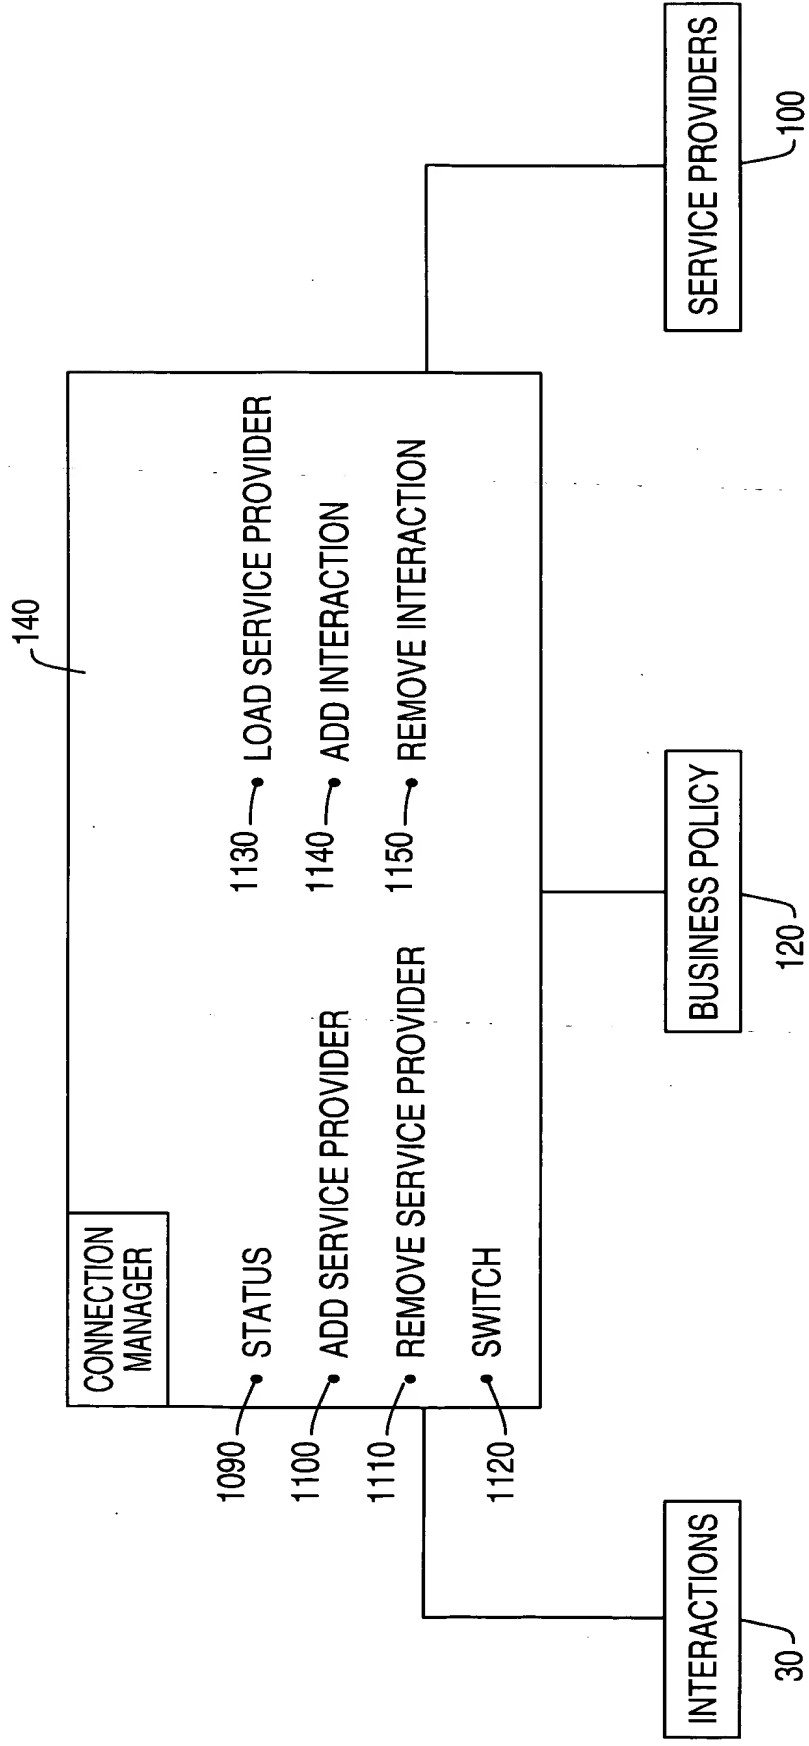 140
CONNECTION
MANAGER
1090
STATUS
1100
ADD SERVICE PROVIDER
1110
REMOVE SERVICE PROVIDER
1120
SWITCH
1130
LOAD SERVICE PROVIDER
1140
ADD INTERACTION
1150
REMOVE INTERACTION
INTERACTIONS
30
BUSINESS POLICY
120
SERVICE PROVIDERS
100